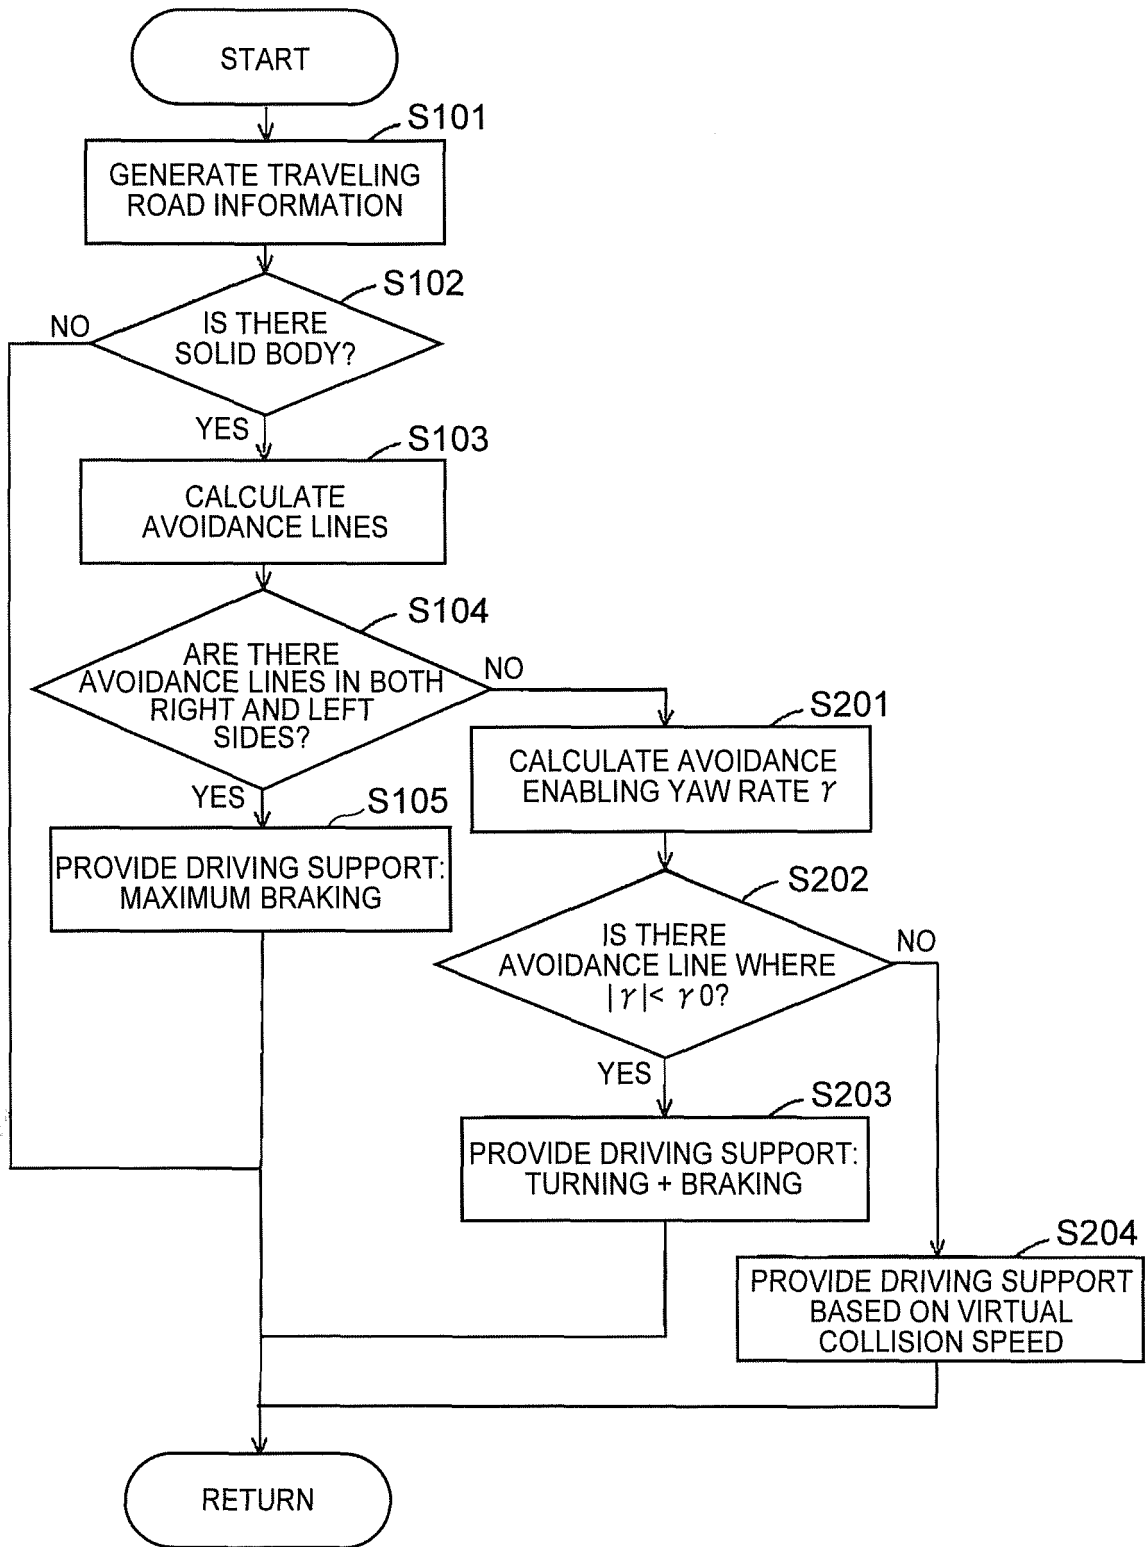 START
S101
GENERATE TRAVELING
ROAD INFORMATION
S102
IS THERE
SOLID BODY?
NO
YES
S103
CALCULATE
AVOIDANCE LINES
S104
ARE THERE
AVOIDANCE LINES IN BOTH
RIGHT AND LEFT
SIDES?
NO
YES
S105
PROVIDE DRIVING SUPPORT:
MAXIMUM BRAKING
S201
CALCULATE AVOIDANCE
ENABLING YAW RATE γ
S202
IS THERE
AVOIDANCE LINE WHERE
|γ|< γ0?
NO
YES
S203
PROVIDE DRIVING SUPPORT:
TURNING + BRAKING
S204
PROVIDE DRIVING SUPPORT
BASED ON VIRTUAL
COLLISION SPEED
RETURN